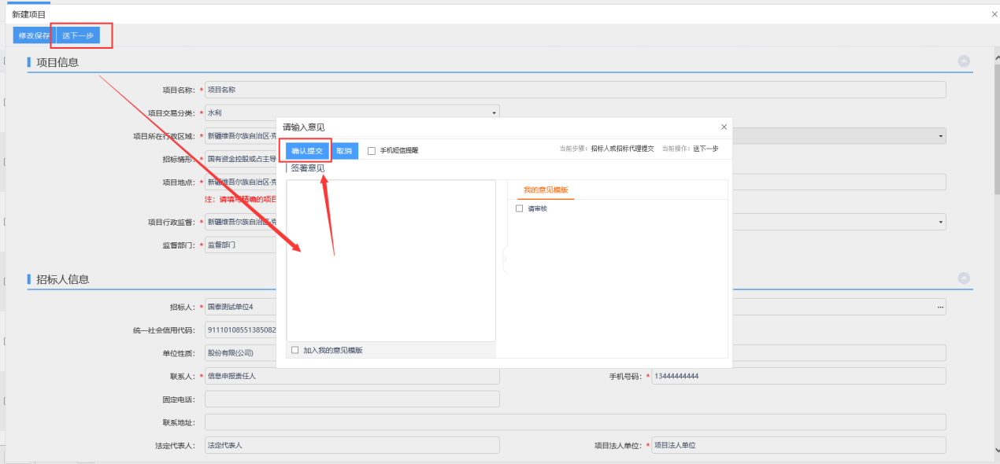 新建项目
修改保存 送下一步
项目信息
项目名称： * 项目名称
项目交易分类： * 水利
项目所在行政区域： * 新疆维吾尔族自治区·
招标情形： * 国有资金控股或占主导
项目地点： * 新疆维吾尔族自治区·
注：请填写精确的项目
项目行政监督： * 新疆维吾尔族自治区·
监督部门： * 监督部门
请输入意见
确认提交 取消 手机短信提醒 当前步骤：招标人或招标代理提交 当前操作：送下一步
签署意见
我的意见模版
请审核
加入我的意见模版
招标人信息
招标人： * 国泰测试单位4
统一社会信用代码： 91110108551385082
单位性质： 股份有限(公司)
联系人： * 信息申报责任人 手机号码： * 13444444444
固定电话：
联系地址：
法定代表人： 法定代表人 项目法人单位： * 项目法人单位